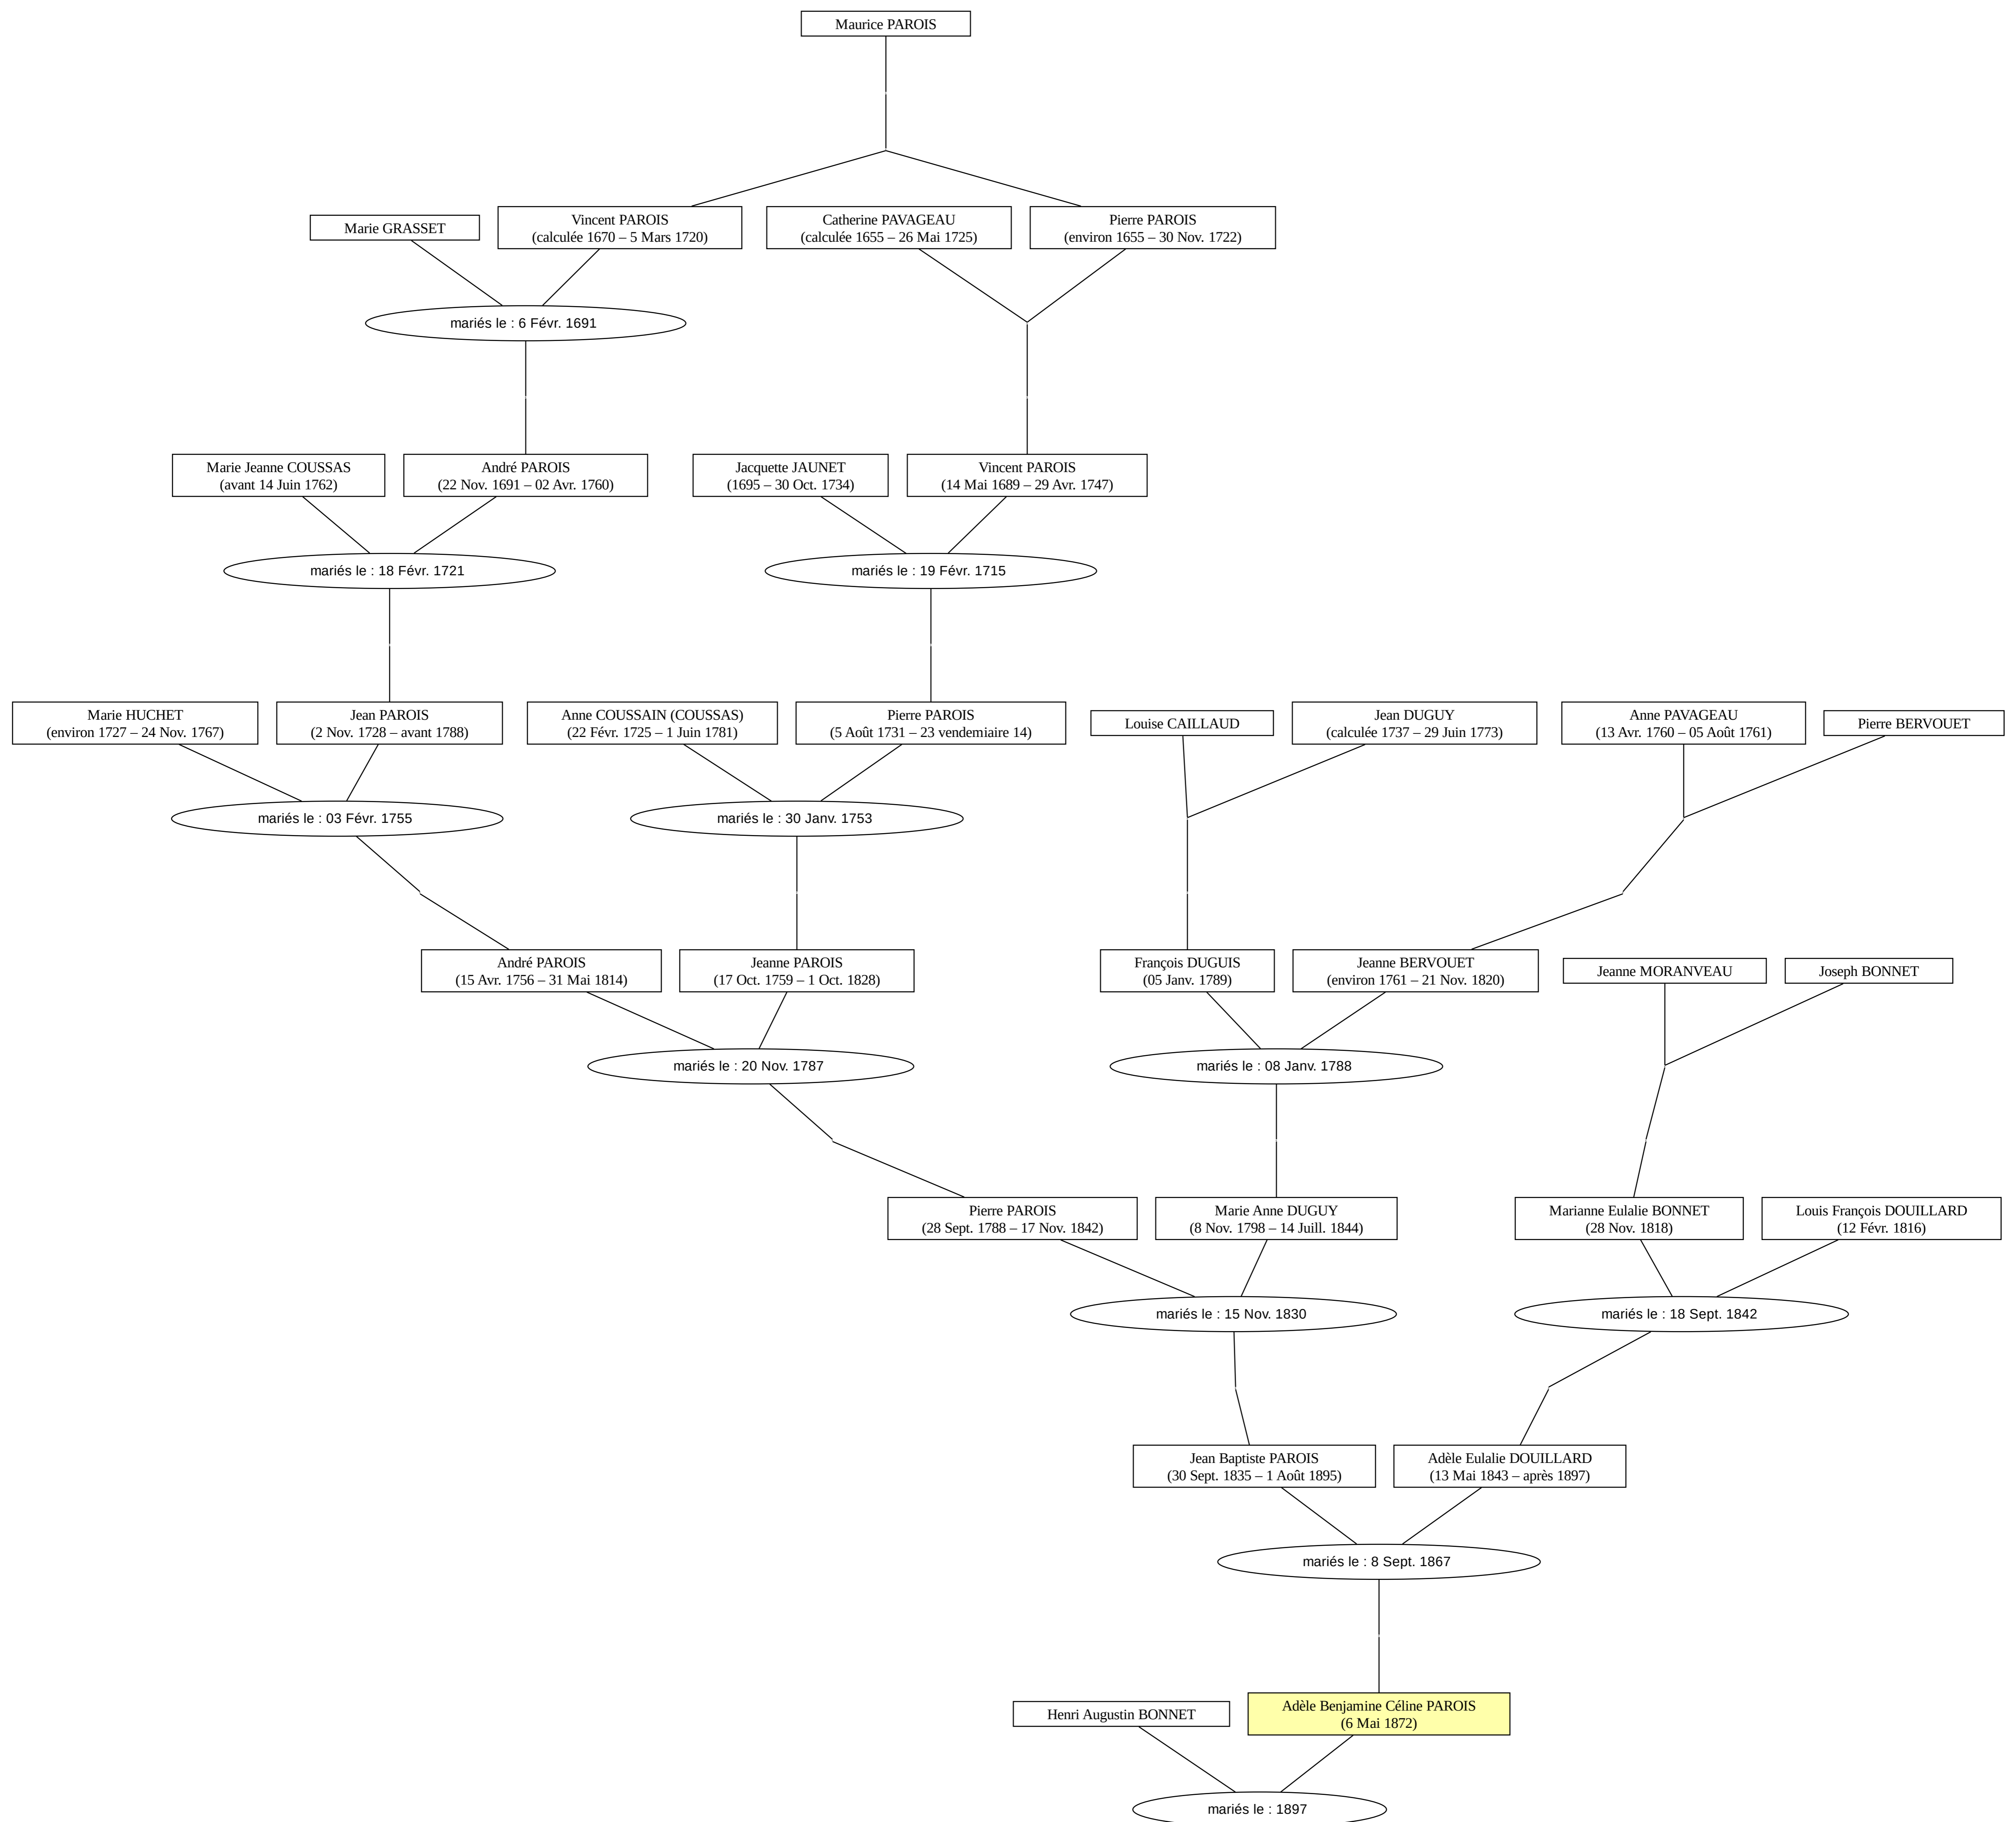 Maurice PAROIS
Marie GRASSET
Vincent PAROIS
(calculée 1670 – 5 Mars 1720)
Catherine PAVAGEAU
(calculée 1655 – 26 Mai 1725)
Pierre PAROIS
(environ 1655 – 30 Nov. 1722)
mariés le : 6 Févr. 1691
Marie Jeanne COUSSAS
(avant 14 Juin 1762)
André PAROIS
(22 Nov. 1691 – 02 Avr. 1760)
Jacquette JAUNET
(1695 – 30 Oct. 1734)
Vincent PAROIS
(14 Mai 1689 – 29 Avr. 1747)
mariés le : 18 Févr. 1721
mariés le : 19 Févr. 1715
Marie HUCHET
(environ 1727 – 24 Nov. 1767)
Jean PAROIS
(2 Nov. 1728 – avant 1788)
Anne COUSSAIN (COUSSAS)
(22 Févr. 1725 – 1 Juin 1781)
Pierre PAROIS
(5 Août 1731 – 23 vendemiaire 14)
Louise CAILLAUD
Jean DUGUY
(calculée 1737 – 29 Juin 1773)
Anne PAVAGEAU
(13 Avr. 1760 – 05 Août 1761)
Pierre BERVOUET
mariés le : 03 Févr. 1755
mariés le : 30 Janv. 1753
André PAROIS
(15 Avr. 1756 – 31 Mai 1814)
Jeanne PAROIS
(17 Oct. 1759 – 1 Oct. 1828)
François DUGUIS
(05 Janv. 1789)
Jeanne BERVOUET
(environ 1761 – 21 Nov. 1820)
Jeanne MORANVEAU
Joseph BONNET
mariés le : 20 Nov. 1787
mariés le : 08 Janv. 1788
Pierre PAROIS
(28 Sept. 1788 – 17 Nov. 1842)
Marie Anne DUGUY
(8 Nov. 1798 – 14 Juill. 1844)
Marianne Eulalie BONNET
(28 Nov. 1818)
Louis François DOUILLARD
(12 Févr. 1816)
mariés le : 15 Nov. 1830
mariés le : 18 Sept. 1842
Jean Baptiste PAROIS
(30 Sept. 1835 – 1 Août 1895)
Adèle Eulalie DOUILLARD
(13 Mai 1843 – après 1897)
mariés le : 8 Sept. 1867
Henri Augustin BONNET
Adèle Benjamine Céline PAROIS
(6 Mai 1872)
mariés le : 1897